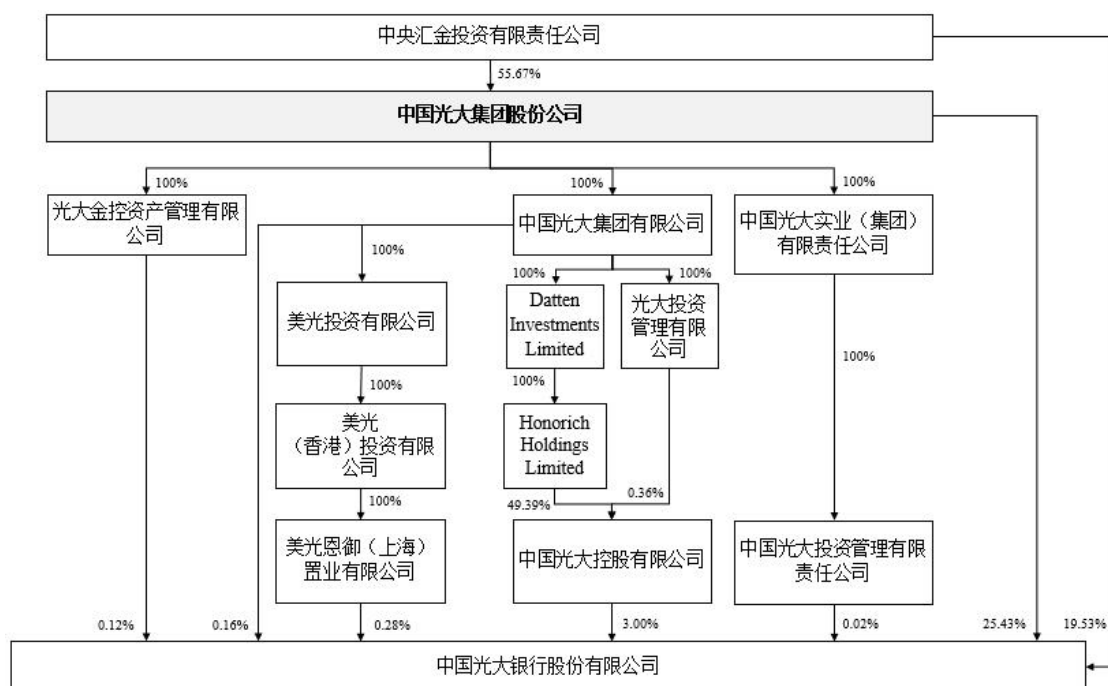 中央汇金投资有限责任公司
55.67%
中国光大集团股份公司
100%
100%
100%
光大金控资产管理有限
公司
中国光大集团有限公司
中国光大实业（集团）
有限责任公司
100%
100%
100%
美光投资有限公司
Datten
Investments
Limited
光大投资
管理有限
公司
100%
100%
100%
美光
（香港）投资有限
公司
Honorich
Holdings
Limited
100%
49.39%
0.36%
美光恩御（上海）
置业有限公司
中国光大控股有限公司
中国光大投资管理有限
责任公司
0.12%
0.16%
0.28%
3.00%
0.02%
25.43%
19.53%
中国光大银行股份有限公司